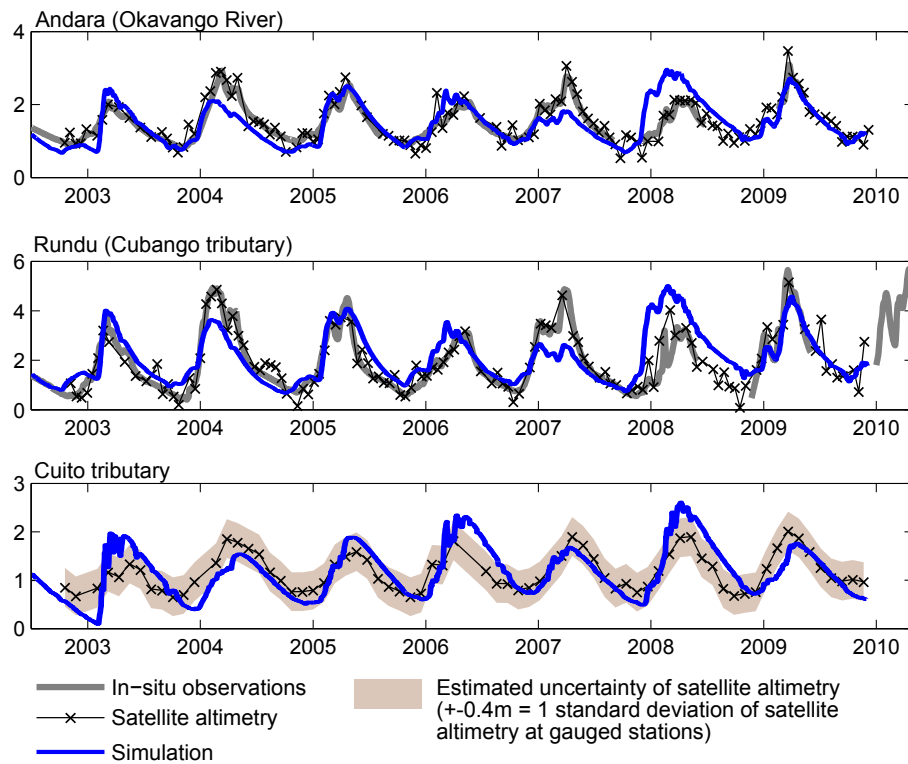 Andara (Okavango River)
4
2
0
2003 2004 2005 2006 2007 2008 2009 2010
Rundu (Cubango tributary)
6
4
2
0
2003 2004 2005 2006 2007 2008 2009 2010
Cuito tributary
3
2
1
0
2003 2004 2005 2006 2007 2008 2009 2010
In−situ observations
Satellite altimetry
Simulation
Estimated uncertainty of satellite altimetry
(+-0.4m = 1 standard deviation of satellite
altimetry at gauged stations)